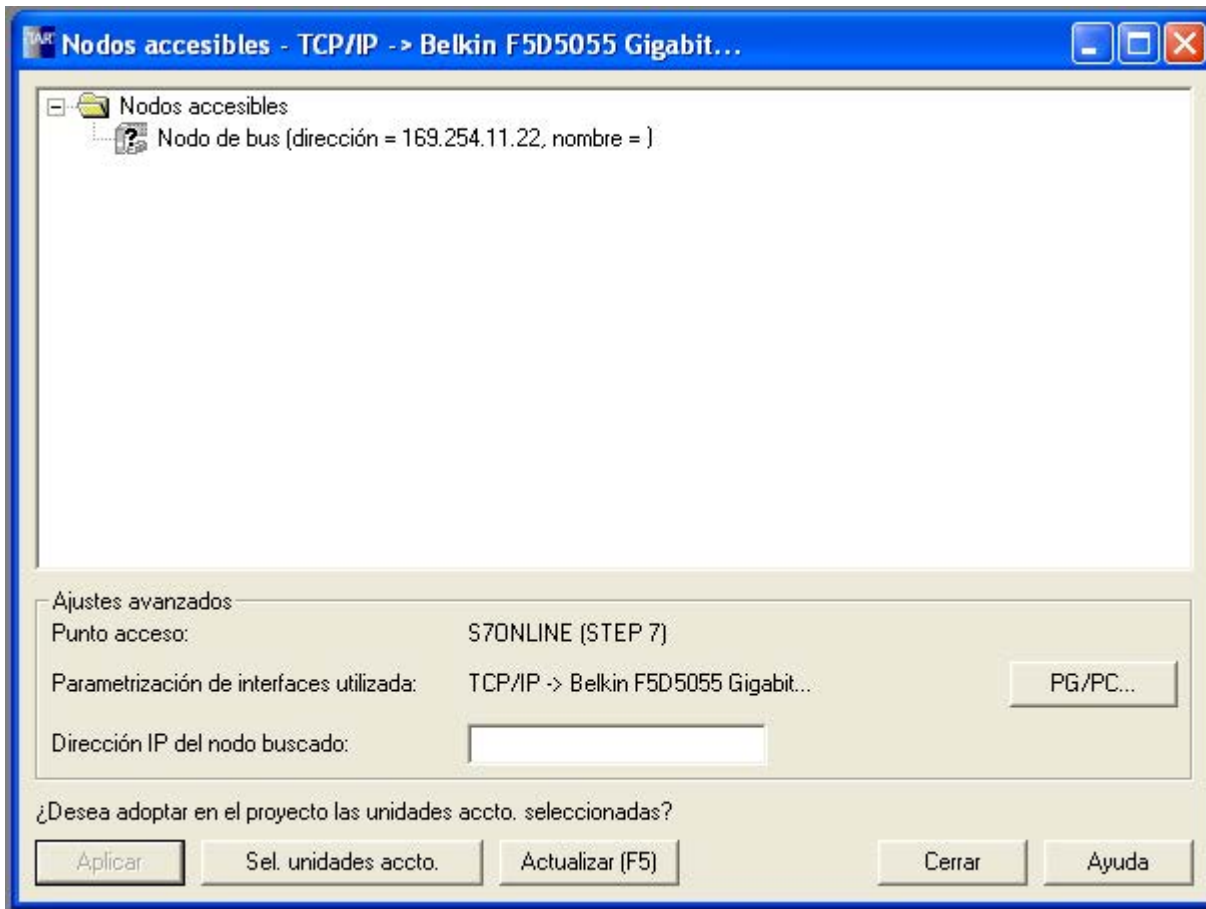 Nodos accesibles - TCP/IP -> Belkin F5D5055 Gigabit...
Nodos accesibles
Nodo de bus (dirección = 169.254.11.22, nombre = )
Ajustes avanzados
Punto acceso: S7ONLINE (STEP 7)
Parametrización de interfaces utilizada: TCP/IP -> Belkin F5D5055 Gigabit... PG/PC...
Dirección IP del nodo buscado:
¿Desea adoptar en el proyecto las unidades accto. seleccionadas?
Aplicar Sel. unidades accto. Actualizar (F5) Cerrar Ayuda